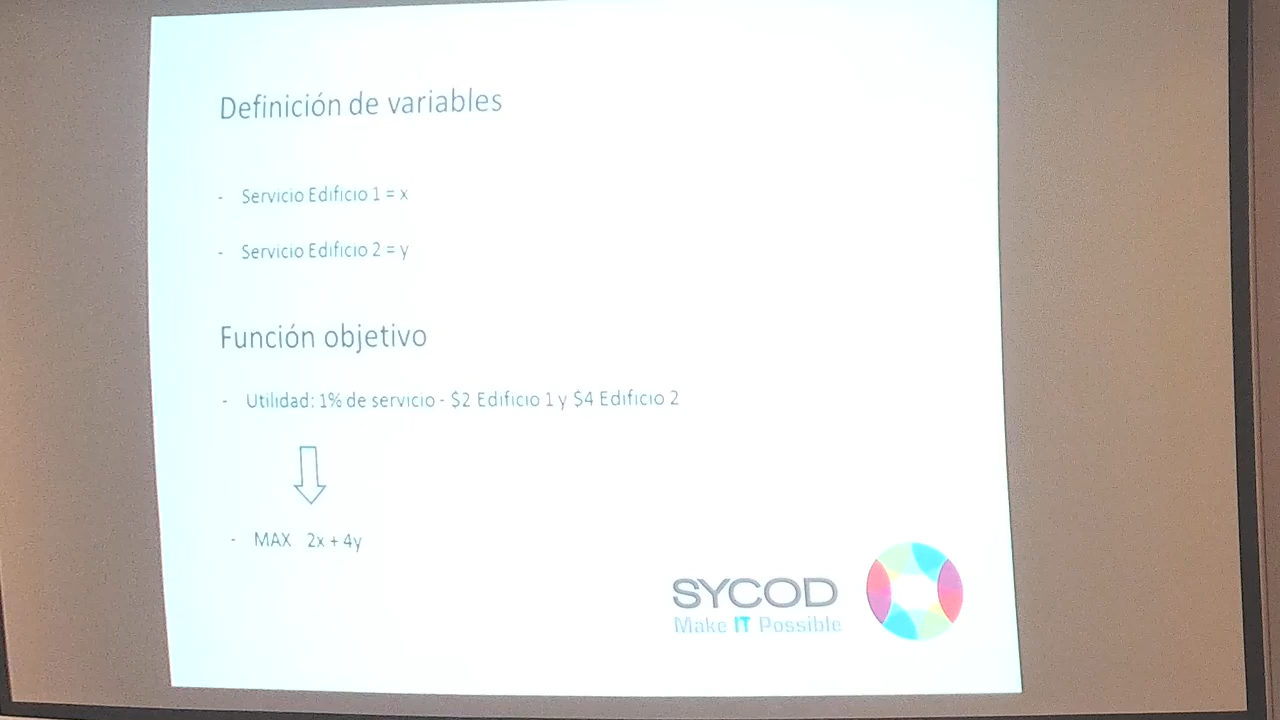 Definición de variables
- Servicio Edificio 1 = x
- Servicio Edificio 2 = y
Función objetivo
- Utilidad: 1% de servicio - $2 Edificio 1 y $4 Edificio 2
- MAX 2x + 4y
SYCOD
Make IT Possible